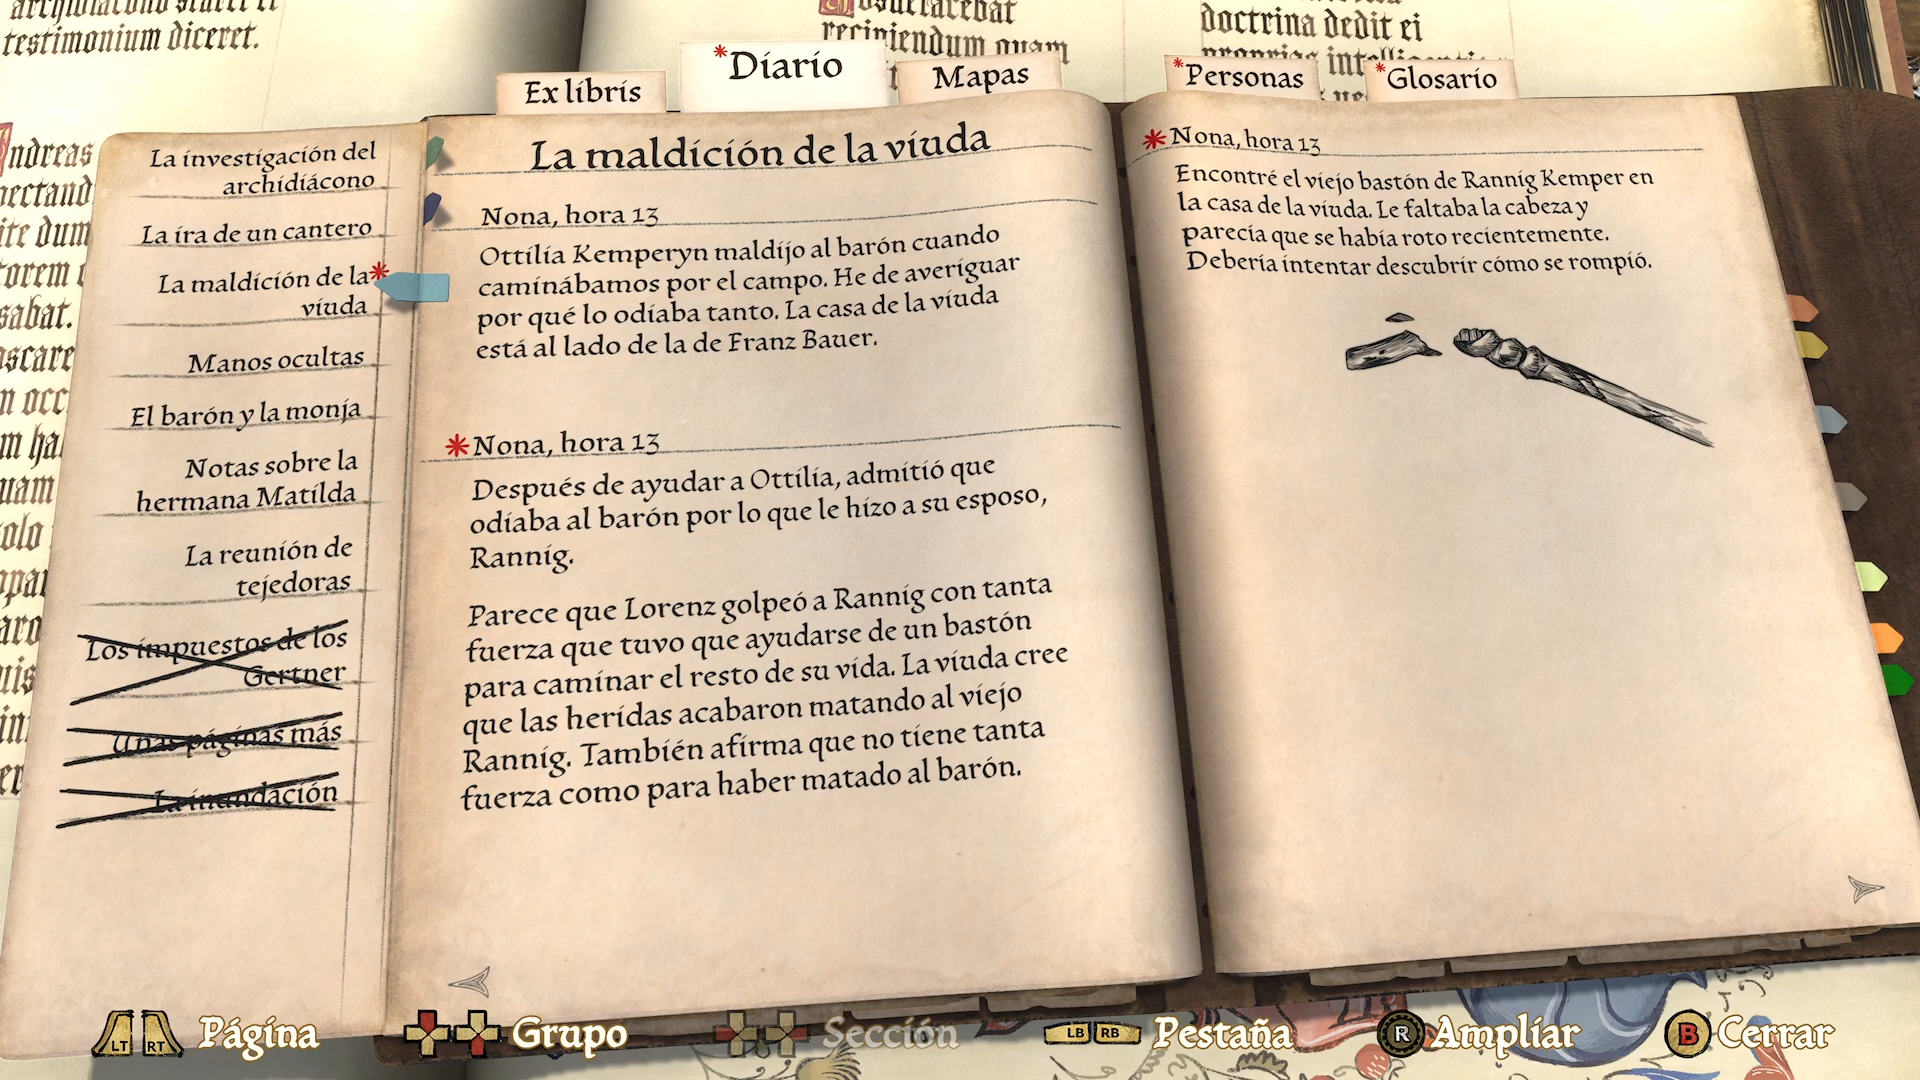 testimonium diceret.
recipiendum quam
doctrina dedit ei
Ex libris
*Diario
Mapas
*Personas
*Glosario
La investigación del
archidiácono
La ira de un cantero
La maldición de la*
viuda
Manos ocultas
El barón y la monja
Notas sobre la
hermana Matilda
La reunión de
tejedoras
Los impuestos de los
Gertner
Unas páginas más
La inundación
La maldición de la viuda
Nona, hora 13
Ottilia Kemperyn maldijo al barón cuando
caminábamos por el campo. He de averiguar
por qué lo odiaba tanto. La casa de la viuda
está al lado de la de Franz Bauer.
*Nona, hora 13
Después de ayudar a Ottilia, admitió que
odiaba al barón por lo que le hizo a su esposo,
Rannig.
Parece que Lorenz golpeó a Rannig con tanta
fuerza que tuvo que ayudarse de un bastón
para caminar el resto de su vida. La viuda cree
que las heridas acabaron matando al viejo
Rannig. También afirma que no tiene tanta
fuerza como para haber matado al barón.
*Nona, hora 13
Encontré el viejo bastón de Rannig Kemper en
la casa de la viuda. Le faltaba la cabeza y
parecía que se había roto recientemente.
Debería intentar descubrir cómo se rompió.
LT RT Página
Grupo
Sección
LB RB Pestaña
R Ampliar
B Cerrar